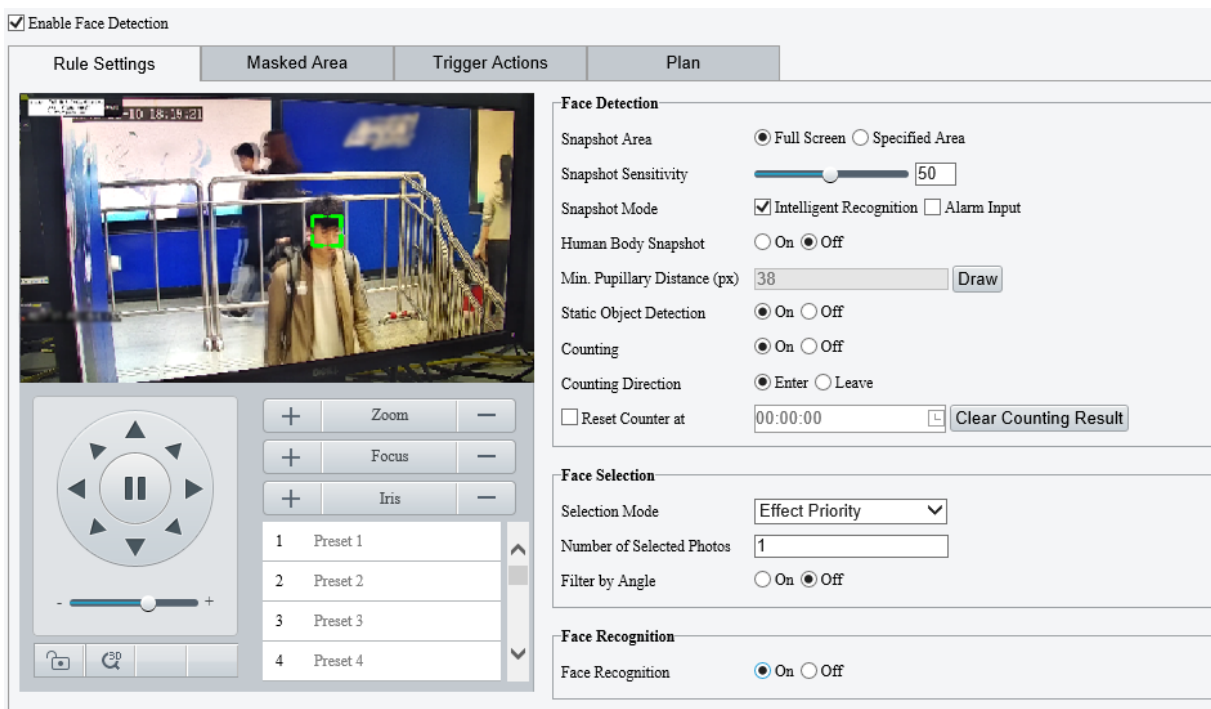 Enable Face Detection
Rule Settings
Masked Area
Trigger Actions
Plan
-10 18:19:21
Zoom
Focus
Iris
1 Preset 1
2 Preset 2
3 Preset 3
4 Preset 4
- +
3D
Face Detection
Snapshot Area Full Screen Specified Area
Snapshot Sensitivity 50
Snapshot Mode Intelligent Recognition Alarm Input
Human Body Snapshot On Off
Min. Pupillary Distance (px) 38 Draw
Static Object Detection On Off
Counting On Off
Counting Direction Enter Leave
Reset Counter at 00:00:00 Clear Counting Result
Face Selection
Selection Mode Effect Priority
Number of Selected Photos 1
Filter by Angle On Off
Face Recognition
Face Recognition On Off